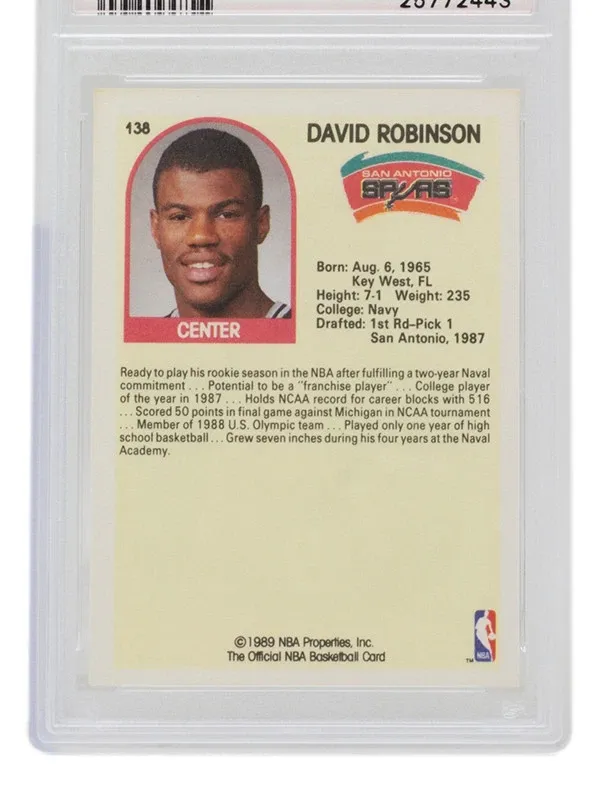 25772443
138
DAVID ROBINSON
SAN ANTONIO
SPURS
Born: Aug. 6, 1965
Key West, FL
Height: 7-1 Weight: 235
College: Navy
Drafted: 1st Rd-Pick 1
San Antonio, 1987
CENTER
Ready to play his rookie season in the NBA after fulfilling a two-year Naval
commitment . . . Potential to be a "franchise player" . . . College player
of the year in 1987 . . . Holds NCAA record for career blocks with 516
. . . Scored 50 points in final game against Michigan in NCAA tournament
. . . Member of 1988 U.S. Olympic team . . . Played only one year of high
school basketball . . . Grew seven inches during his four years at the Naval
Academy.
©1989 NBA Properties, Inc.
The Official NBA Basketball Card
TM NBA